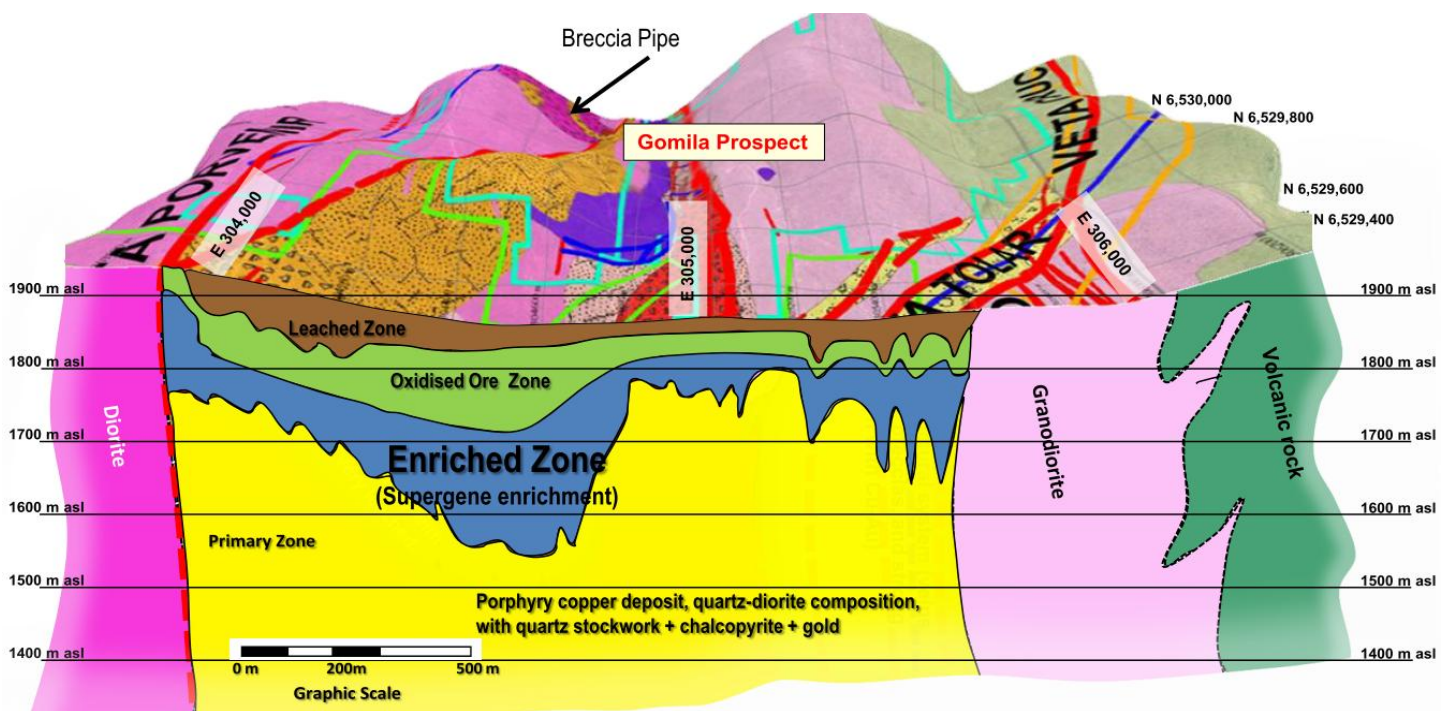 Breccia Pipe
Gomila Prospect
N 6,530,000
N 6,529,800
N 6,529,600
N 6,529,400
A PORVENIR
VETA
E 304,000
E 305,000
E 306,000
A TOLAR
1900 m asl
1900 m asl
Leached Zone
1800 m asl
1800 m asl
Oxidised Ore Zone
Diorite
Granodiorite
Volcanic rock
1700 m asl
1700 m asl
Enriched Zone
(Supergene enrichment)
1600 m asl
1600 m asl
Primary Zone
1500 m asl
1500 m asl
Porphyry copper deposit, quartz-diorite composition,
with quartz stockwork + chalcopyrite + gold
1400 m asl
1400 m asl
0 m 200m 500 m
Graphic Scale